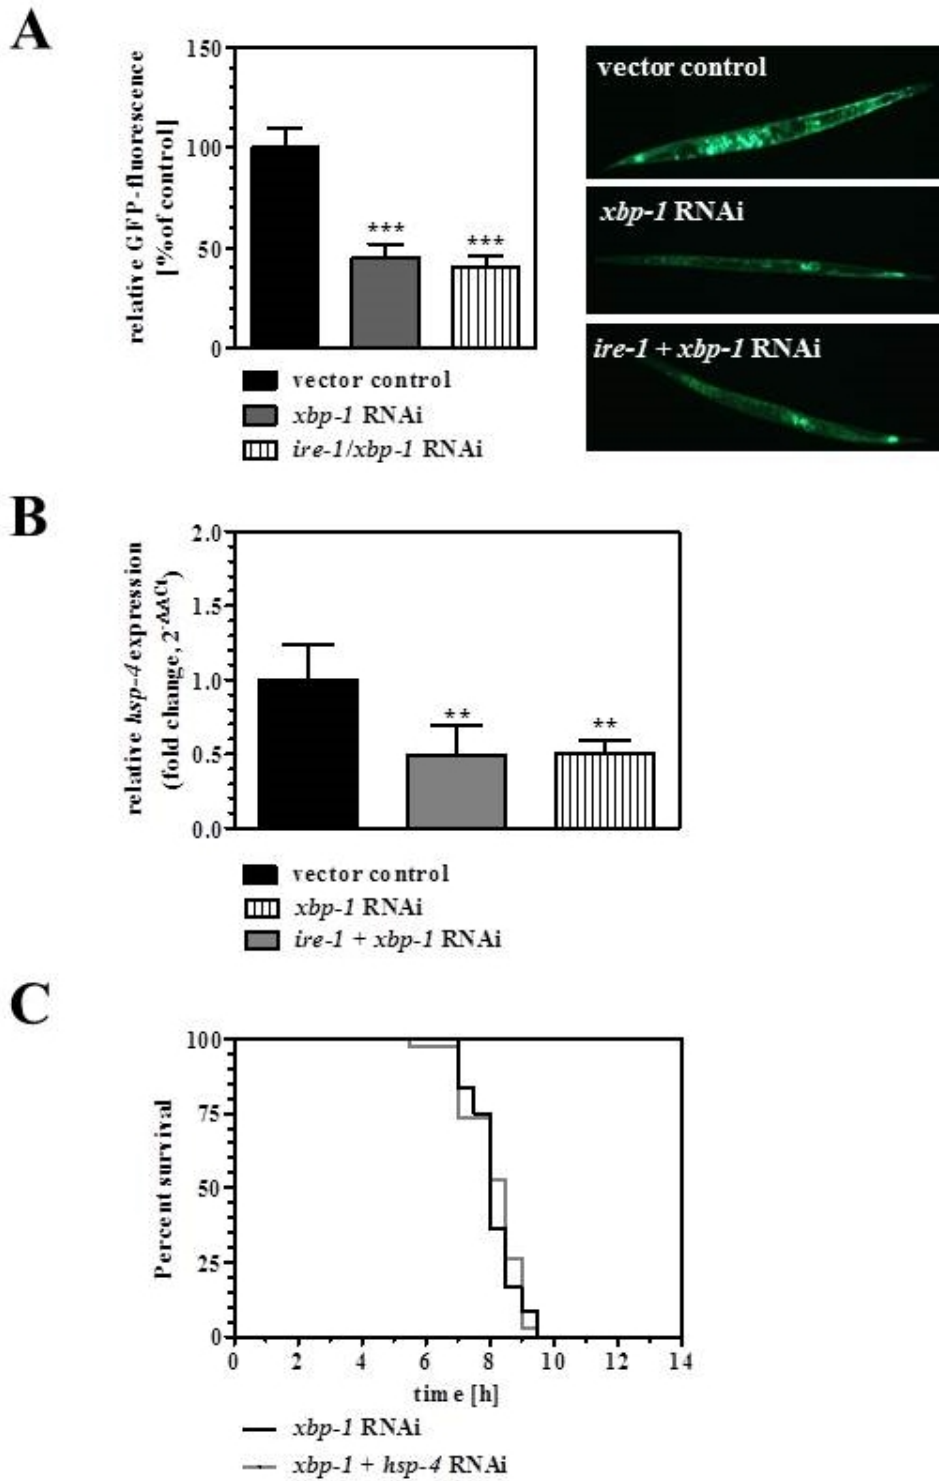 A
relative GFP-fluorescence
[% of control]
150
100
50
0
***
***
vector control
xbp-1 RNAi
ire-1/xbp-1 RNAi
vector control
xbp-1 RNAi
ire-1 + xbp-1 RNAi
B
relative hsp-4 expression
(fold change, 2-ΔΔCt)
2.0
1.5
1.0
0.5
0.0
**
**
vector control
xbp-1 RNAi
ire-1 + xbp-1 RNAi
C
Percent survival
100
75
50
25
0
0 2 4 6 8 10 12 14
time [h]
xbp-1 RNAi
xbp-1 + hsp-4 RNAi